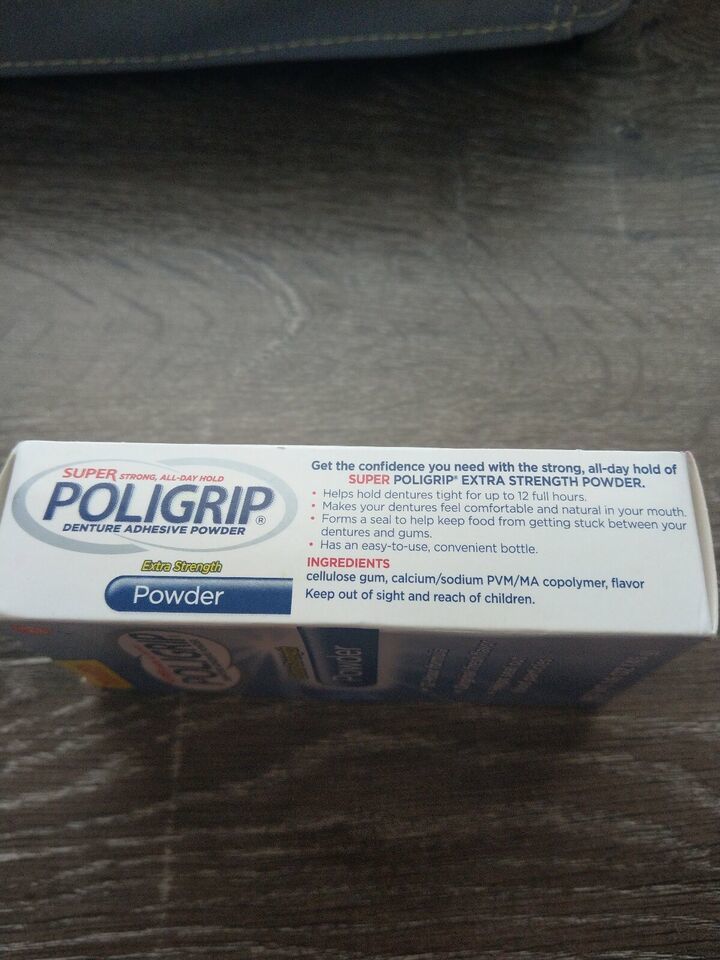 SUPER STRONG, ALL-DAY HOLD
POLIGRIP®
DENTURE ADHESIVE POWDER
Extra Strength
Powder
Get the confidence you need with the strong, all-day hold of
SUPER POLIGRIP® EXTRA STRENGTH POWDER.
• Helps hold dentures tight for up to 12 full hours.
• Makes your dentures feel comfortable and natural in your mouth.
• Forms a seal to help keep food from getting stuck between your
dentures and gums.
• Has an easy-to-use, convenient bottle.
INGREDIENTS
cellulose gum, calcium/sodium PVM/MA copolymer, flavor
Keep out of sight and reach of children.
POLIGRIP
Powder